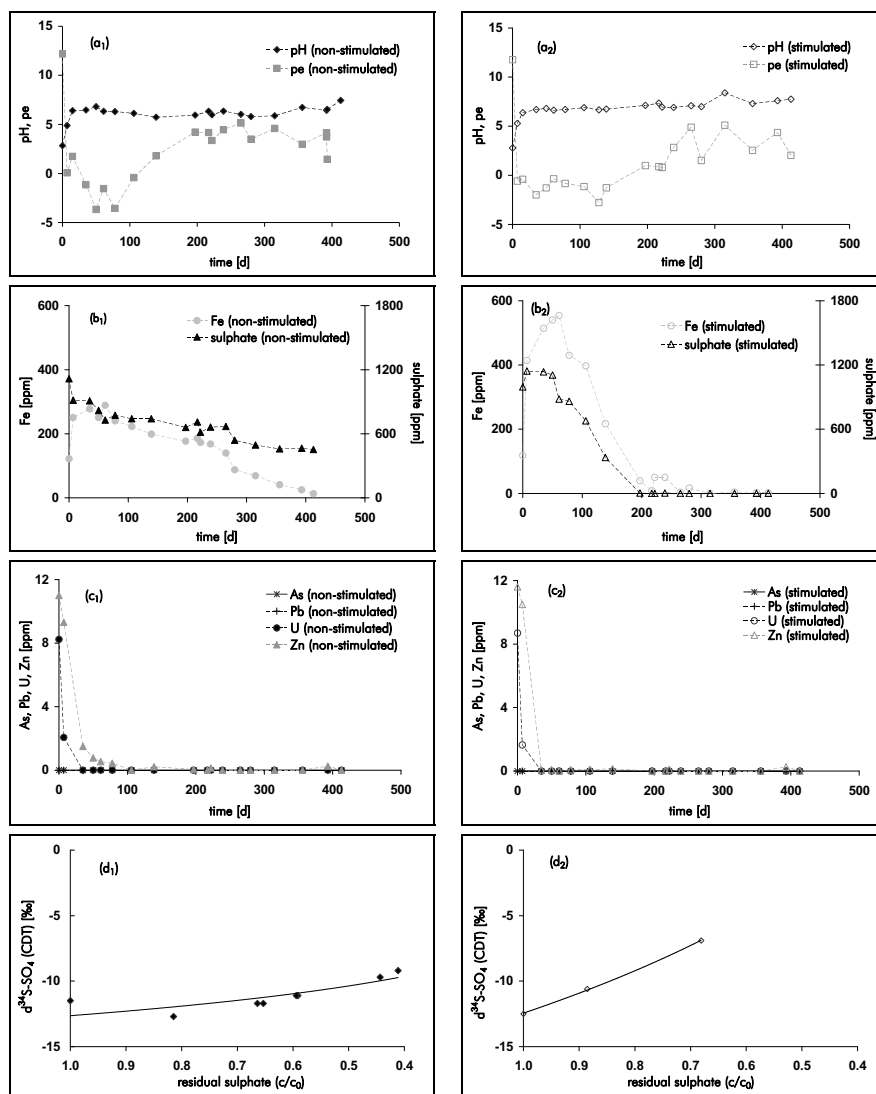 (a1)
pH (non-stimulated)
pe (non-stimulated)
pH, pe
15
10
5
0
-5
0 100 200 300 400 500
time [d]
(a2)
pH (stimulated)
pe (stimulated)
pH, pe
15
10
5
0
-5
0 100 200 300 400 500
time [d]
(b1)
Fe (non-stimulated)
sulphate (non-stimulated)
Fe [ppm]
600
400
200
0
sulphate [ppm]
1800
1200
600
0
0 100 200 300 400 500
time [d]
(b2)
Fe (stimulated)
sulphate (stimulated)
Fe [ppm]
600
400
200
0
sulphate [ppm]
1800
1200
600
0
0 100 200 300 400 500
time [d]
(c1)
As (non-stimulated)
Pb (non-stimulated)
U (non-stimulated)
Zn (non-stimulated)
As, Pb, U, Zn [ppm]
12
8
4
0
0 100 200 300 400 500
time [d]
(c2)
As (stimulated)
Pb (stimulated)
U (stimulated)
Zn (stimulated)
As, Pb, U, Zn [ppm]
12
8
4
0
0 100 200 300 400 500
time [d]
(d1)
d34S-SO4 (CDT) [‰]
0
-5
-10
-15
1.0 0.9 0.8 0.7 0.6 0.5 0.4
residual sulphate (c/c0)
(d2)
d34S-SO4 (CDT) [‰]
0
-5
-10
-15
1.0 0.9 0.8 0.7 0.6 0.5 0.4
residual sulphate (c/c0)